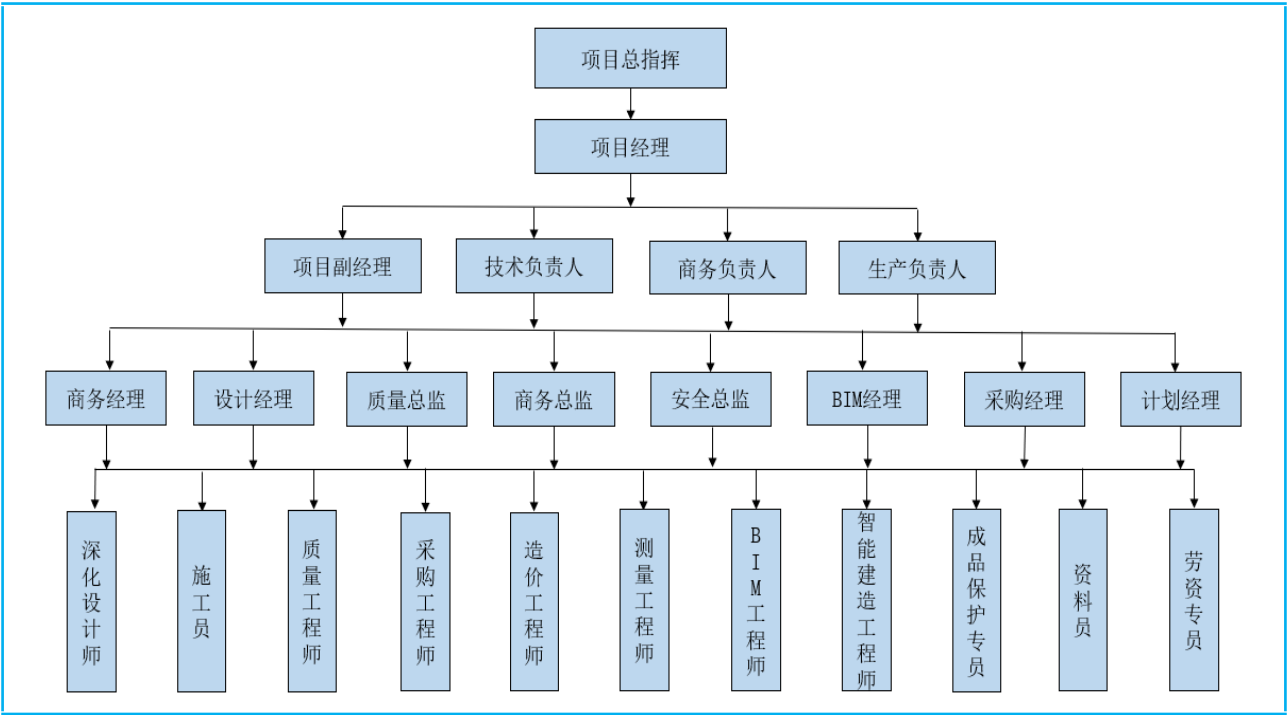 项目总指挥
项目经理
项目副经理
技术负责人
商务负责人
生产负责人
商务经理
设计经理
质量总监
商务总监
安全总监
BIM经理
采购经理
计划经理
深化设计师
施工员
质量工程师
采购工程师
造价工程师
测量工程师
BIM工程师
智能建造工程师
成品保护专员
资料员
劳资专员